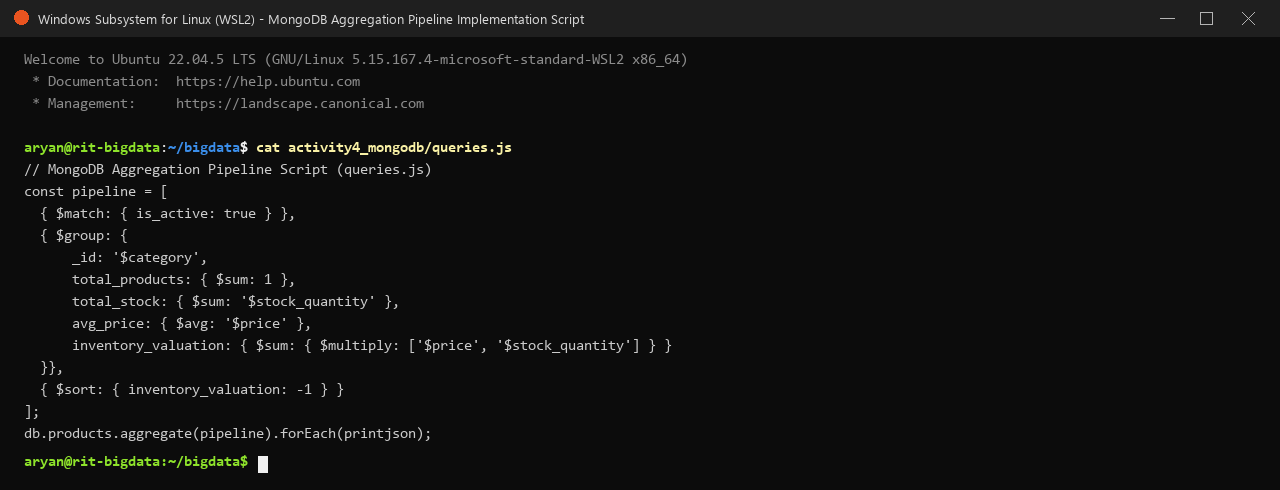 Windows Subsystem for Linux (WSL2) - MongoDB Aggregation Pipeline Implementation Script
Welcome to Ubuntu 22.04.5 LTS (GNU/Linux 5.15.167.4-microsoft-standard-WSL2 x86_64)
 * Documentation:  https://help.ubuntu.com
 * Management:     https://landscape.canonical.com
aryan@rit-bigdata:~/bigdata$ cat activity4_mongodb/queries.js
// MongoDB Aggregation Pipeline Script (queries.js)
const pipeline = [
  { $match: { is_active: true } },
  { $group: {
      _id: '$category',
      total_products: { $sum: 1 },
      total_stock: { $sum: '$stock_quantity' },
      avg_price: { $avg: '$price' },
      inventory_valuation: { $sum: { $multiply: ['$price', '$stock_quantity'] } }
  }},
  { $sort: { inventory_valuation: -1 } }
];
db.products.aggregate(pipeline).forEach(printjson);
aryan@rit-bigdata:~/bigdata$